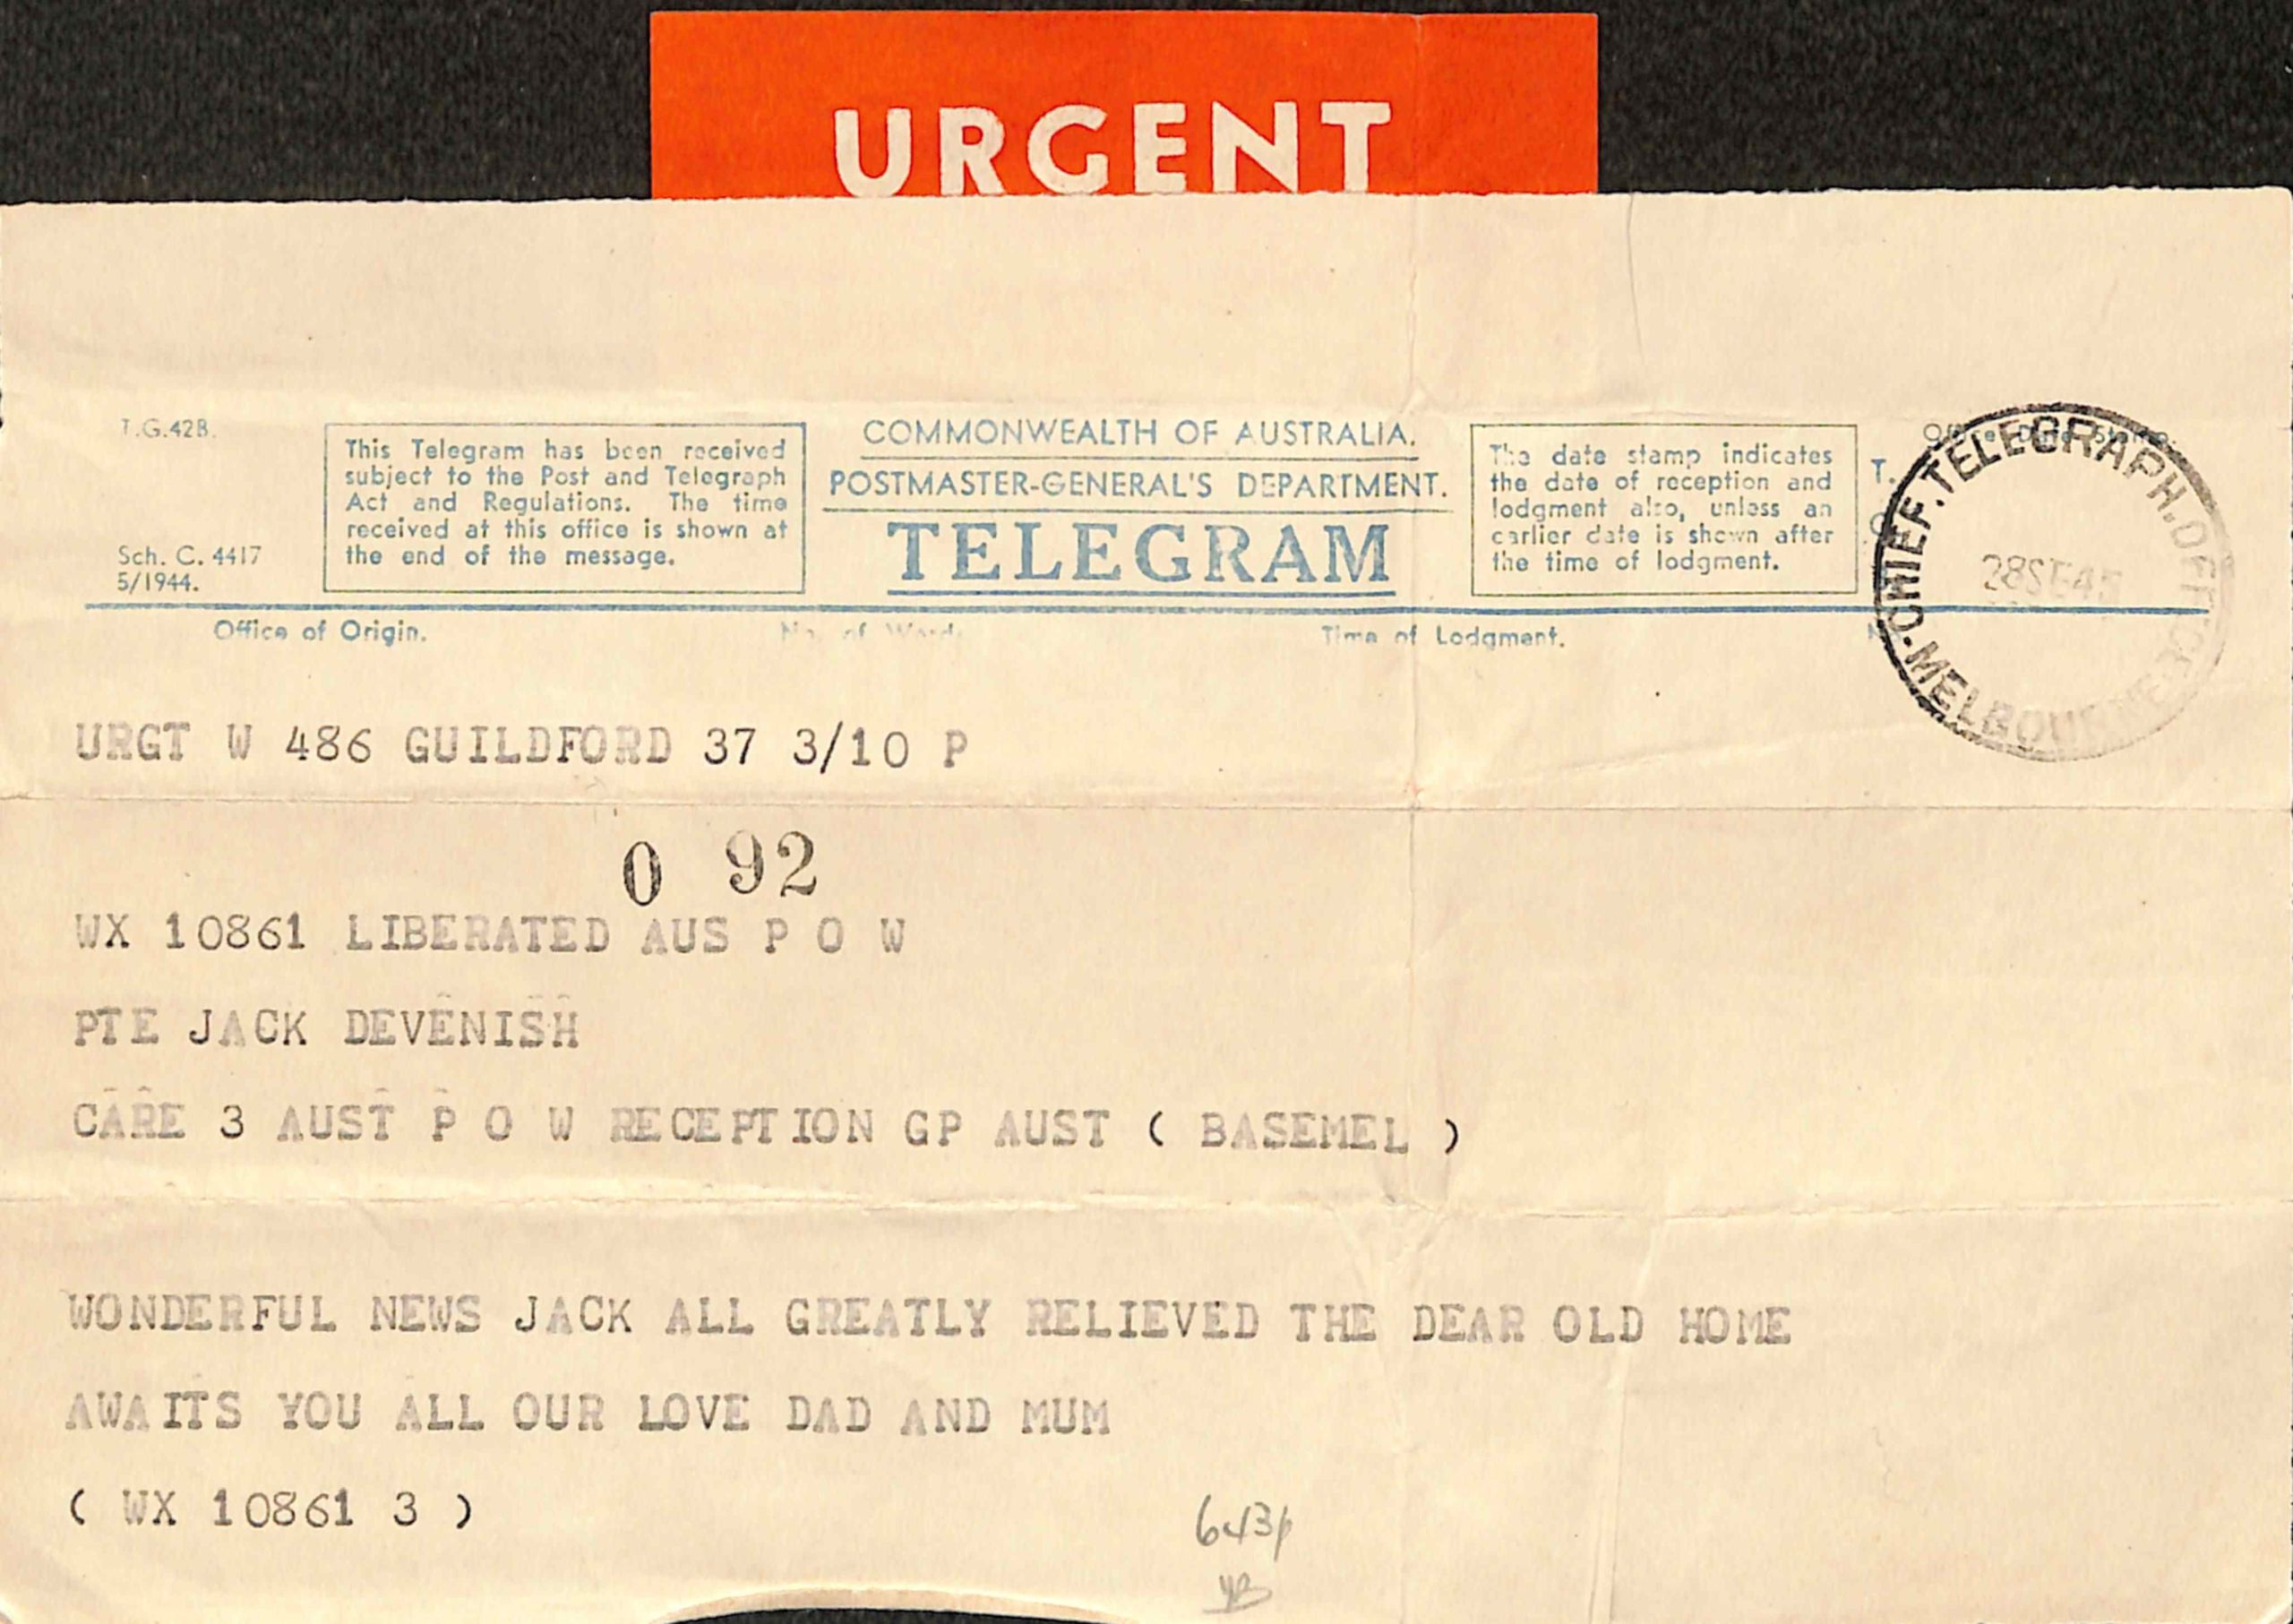 URGENT
T.G.42B.
Sch. C. 4417
5/1944.
This Telegram has been received
subject to the Post and Telegraph
Act and Regulations. The time
received at this office is shown at
the end of the message.
COMMONWEALTH OF AUSTRALIA.
POSTMASTER-GENERAL'S DEPARTMENT.
TELEGRAM
The date stamp indicates
the date of reception and
lodgment also, unless an
earlier date is shown after
the time of lodgment.
CHIEF.TELEGRAPH.OFFICE
28SE45
MELBOURNE
Office of Origin.
No. of Words
Time of Lodgment.
URGT W 486 GUILDFORD 37 3/10 P
0 92
WX 10861 LIBERATED AUS P O W
PTE JACK DEVENISH
CARE 3 AUST P O W RECEPTION GP AUST ( BASEMEL )
WONDERFUL NEWS JACK ALL GREATLY RELIEVED THE DEAR OLD HOME
AWAITS YOU ALL OUR LOVE DAD AND MUM
( WX 10861 3 )
643p